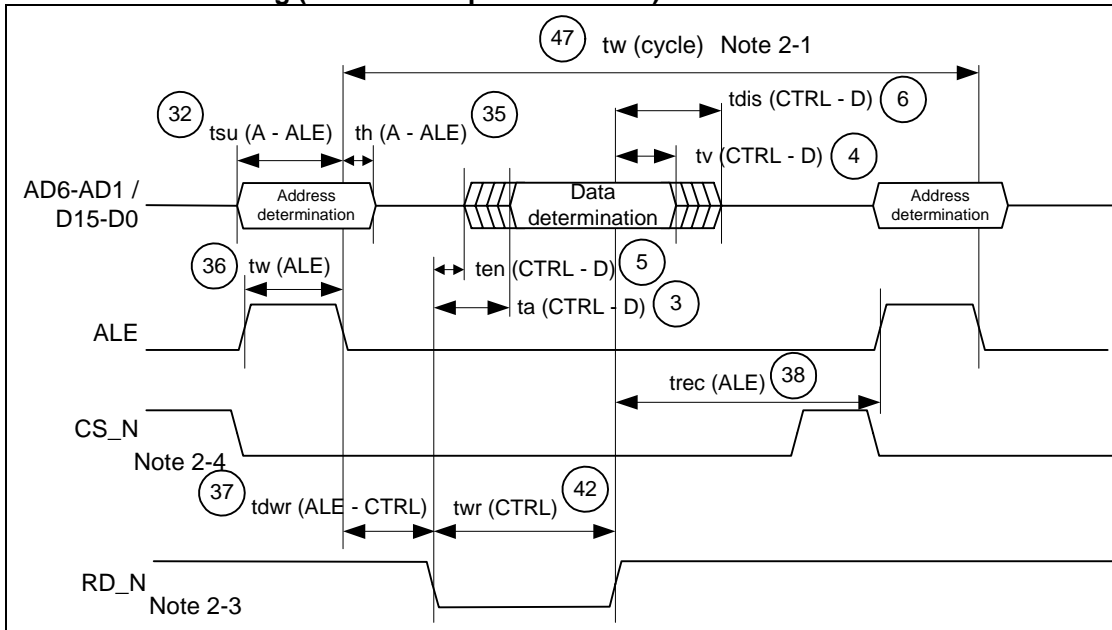 47 tw (cycle) Note 2-1
tdis (CTRL - D) 6
32 tsu (A - ALE) th (A - ALE) 35
tv (CTRL - D) 4
AD6-AD1 /
D15-D0
Address
determination
Data
determination
Address
determination
36 tw (ALE)
ten (CTRL - D) 5
ta (CTRL - D) 3
ALE
trec (ALE) 38
CS_N
Note 2-4
37 tdwr (ALE - CTRL) twr (CTRL) 42
RD_N
Note 2-3